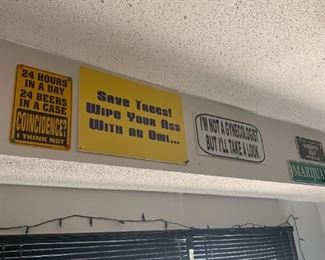 24 HOURS
IN A DAY
24 BEERS
IN A CASE
COINCIDENCE?
I THINK NOT
Save Trees!
Wipe Your Ass
With an Owl...
I'M NOT A GYNECOLOGIST
BUT I'LL TAKE A LOOK